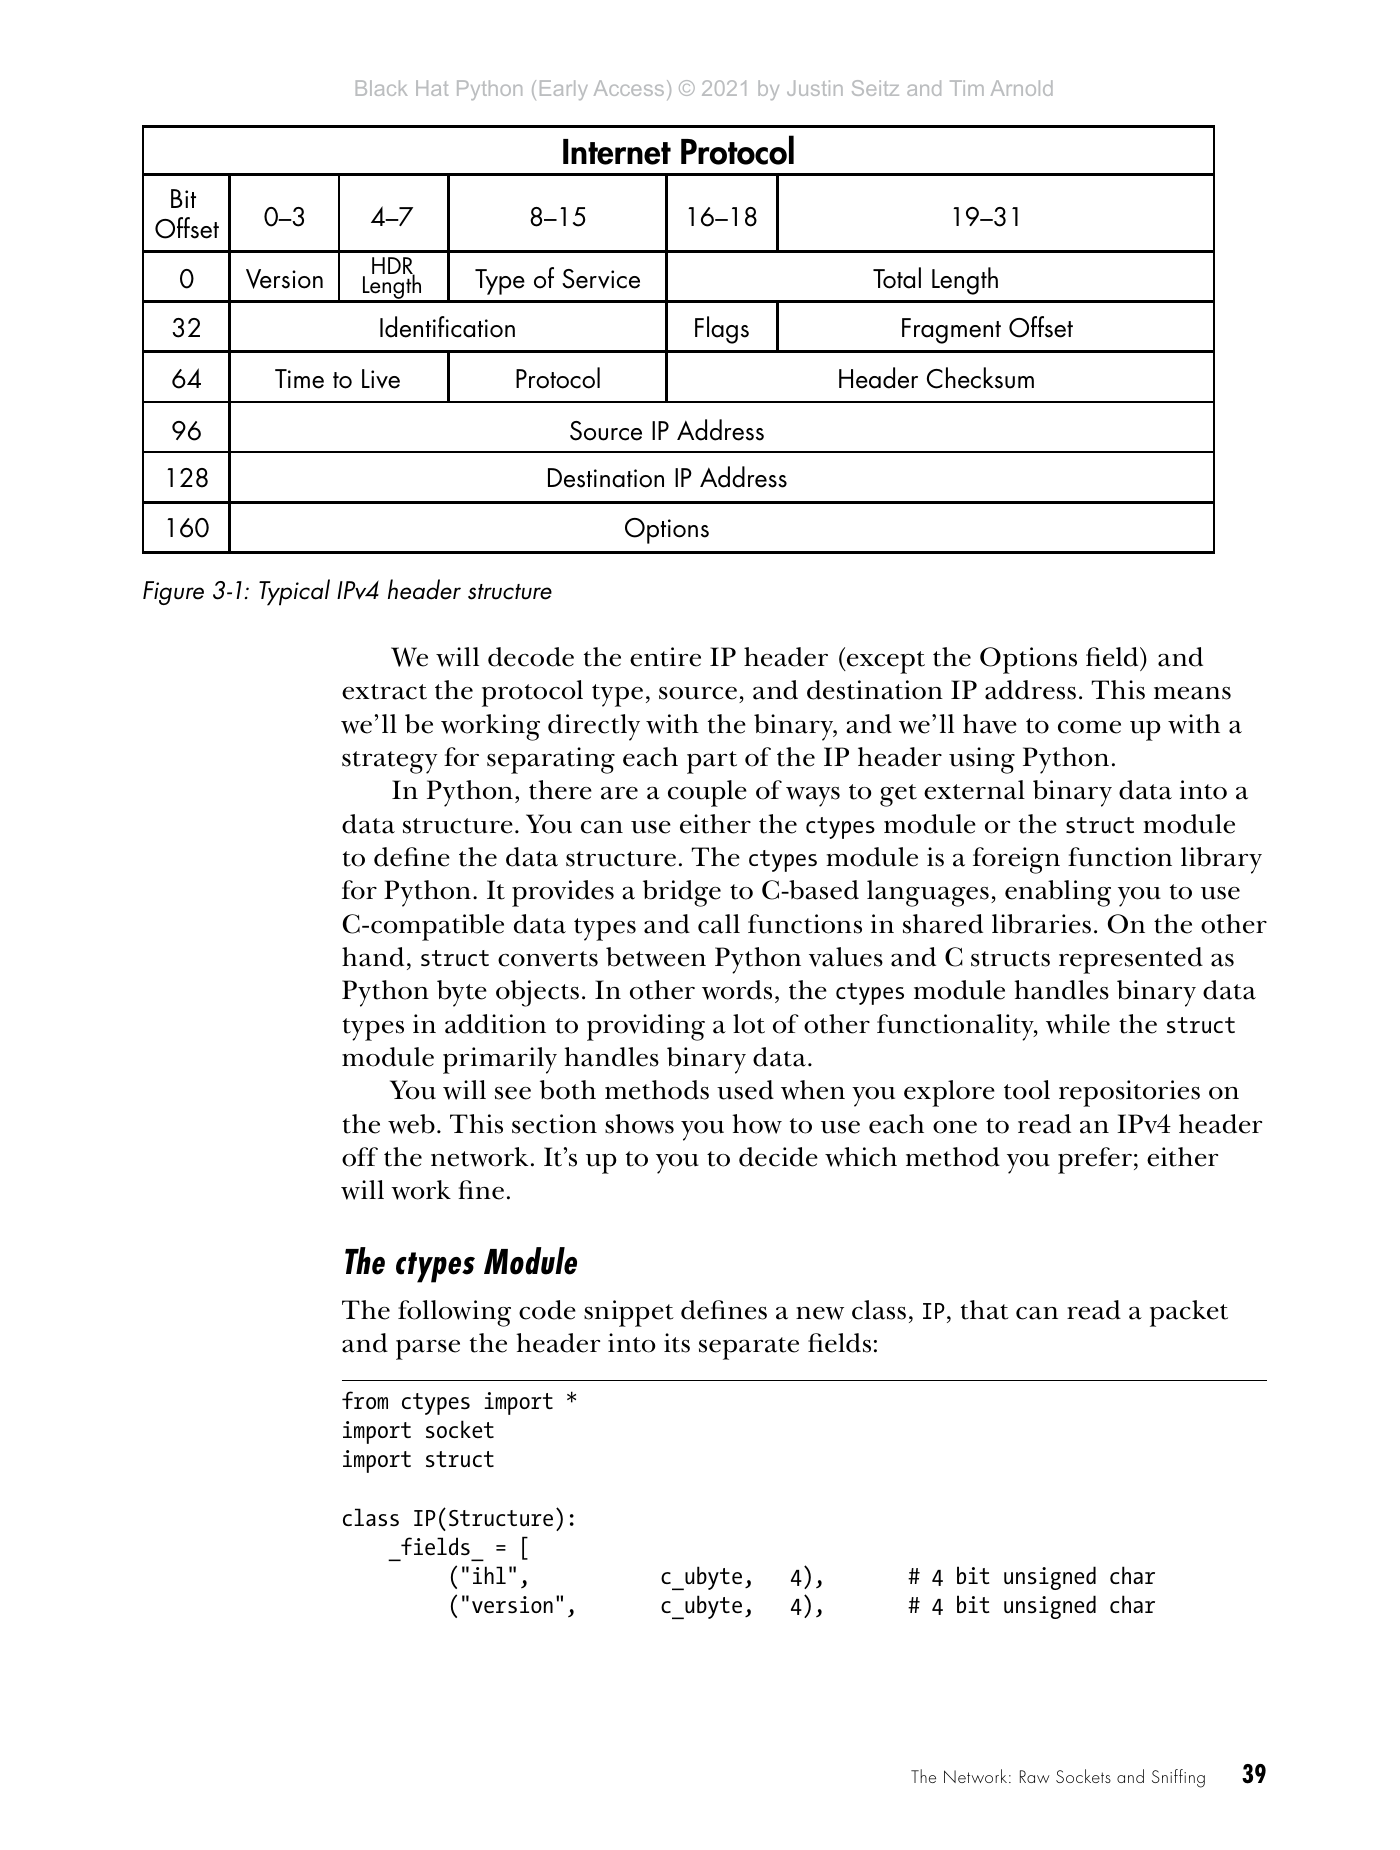 Black Hat Python (Early Access) © 2021 by Justin Seitz and Tim Arnold
Internet Protocol
Bit Offset 0–3 4–7 8–15 16–18 19–31
0 Version HDR Length Type of Service Total Length
32 Identification Flags Fragment Offset
64 Time to Live Protocol Header Checksum
96 Source IP Address
128 Destination IP Address
160 Options
Figure 3-1: Typical IPv4 header structure
We will decode the entire IP header (except the Options field) and
extract the protocol type, source, and destination IP address. This means
we’ll be working directly with the binary, and we’ll have to come up with a
strategy for separating each part of the IP header using Python.
In Python, there are a couple of ways to get external binary data into a
data structure. You can use either the ctypes module or the struct module
to define the data structure. The ctypes module is a foreign function library
for Python. It provides a bridge to C-based languages, enabling you to use
C-compatible data types and call functions in shared libraries. On the other
hand, struct converts between Python values and C structs represented as
Python byte objects. In other words, the ctypes module handles binary data
types in addition to providing a lot of other functionality, while the struct
module primarily handles binary data.
You will see both methods used when you explore tool repositories on
the web. This section shows you how to use each one to read an IPv4 header
off the network. It’s up to you to decide which method you prefer; either
will work fine.
The ctypes Module
The following code snippet defines a new class, IP, that can read a packet
and parse the header into its separate fields:
from ctypes import *
import socket
import struct
class IP(Structure):
    _fields_ = [
         ("ihl",           c_ubyte,   4),       # 4 bit unsigned char
         ("version",       c_ubyte,   4),       # 4 bit unsigned char
The Network: Raw Sockets and Sniffing 39